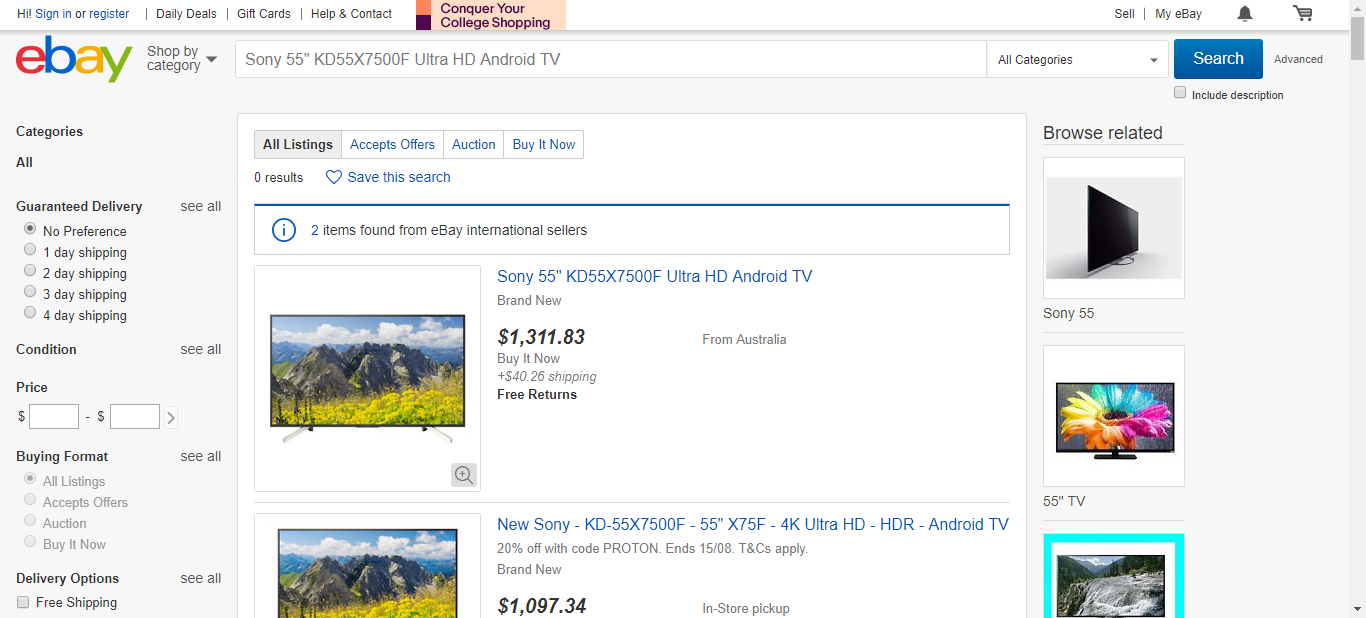 Hi! Sign in or register
Daily Deals
Gift Cards
Help & Contact
Conquer Your
College Shopping
Sell
My eBay
ebay
Shop by
category
Sony 55" KD55X7500F Ultra HD Android TV
All Categories
Search
Advanced
Include description
Categories
All
Guaranteed Delivery
see all
No Preference
1 day shipping
2 day shipping
3 day shipping
4 day shipping
Condition
see all
Price
$ - $
Buying Format
see all
All Listings
Accepts Offers
Auction
Buy It Now
Delivery Options
see all
Free Shipping
All Listings
Accepts Offers
Auction
Buy It Now
0 results
Save this search
2 items found from eBay international sellers
Sony 55" KD55X7500F Ultra HD Android TV
Brand New
$1,311.83
From Australia
Buy It Now
+$40.26 shipping
Free Returns
New Sony - KD-55X7500F - 55" X75F - 4K Ultra HD - HDR - Android TV
20% off with code PROTON. Ends 15/08. T&Cs apply.
Brand New
$1,097.34
In-Store pickup
Browse related
Sony 55
55" TV